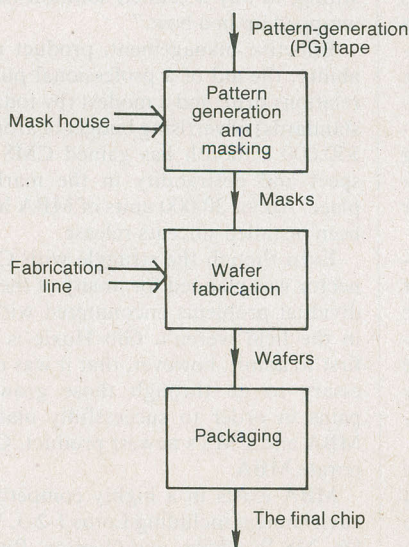 Pattern-generation
(PG) tape
Mask house
Pattern
generation
and
masking
Masks
Fabrication
line
Wafer
fabrication
Wafers
Packaging
The final chip